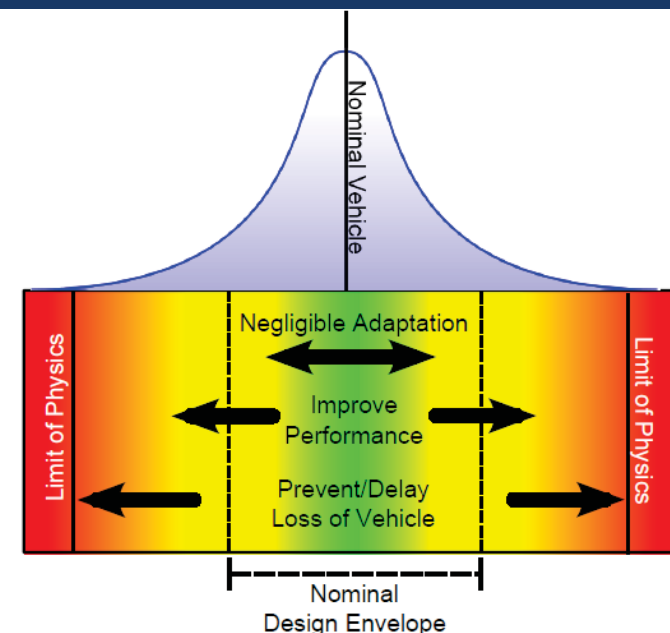 Nominal Vehicle
Negligible Adaptation
Limit of Physics
Improve
Performance
Limit of Physics
Prevent/Delay
Loss of Vehicle
Nominal
Design Envelope